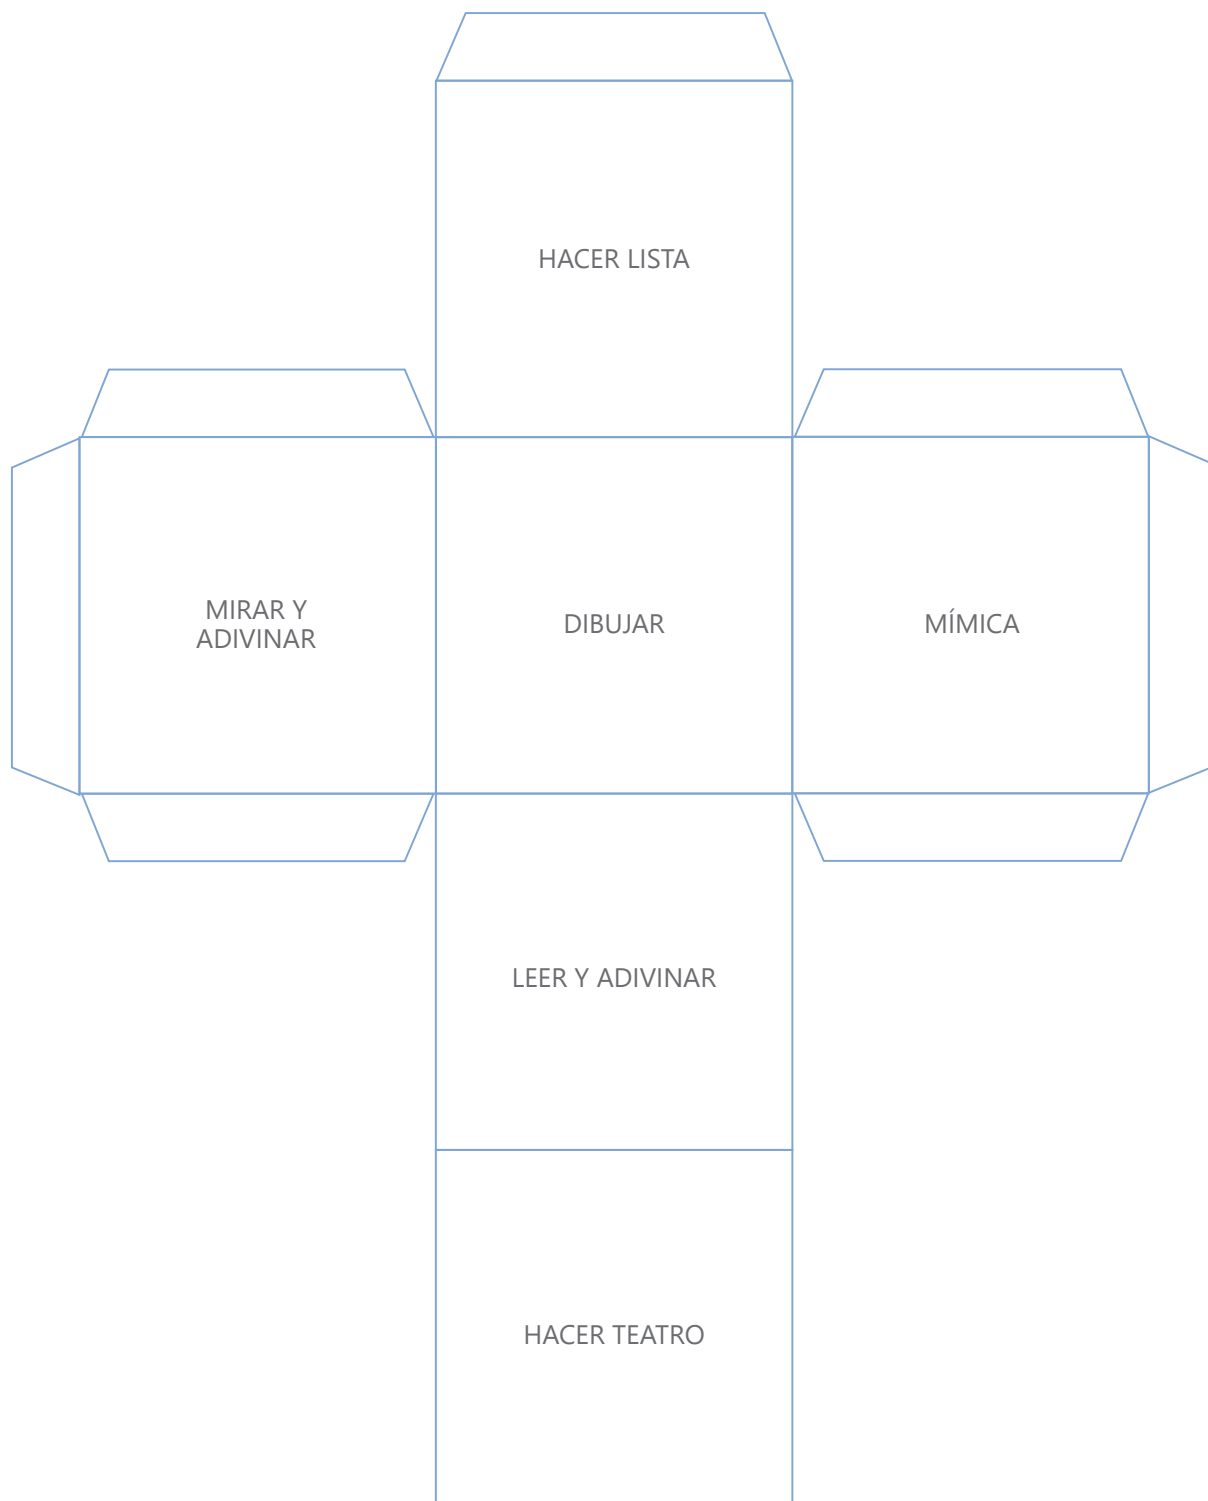 HACER LISTA
MIRAR Y
ADIVINAR
DIBUJAR
MÍMICA
LEER Y ADIVINAR
HACER TEATRO